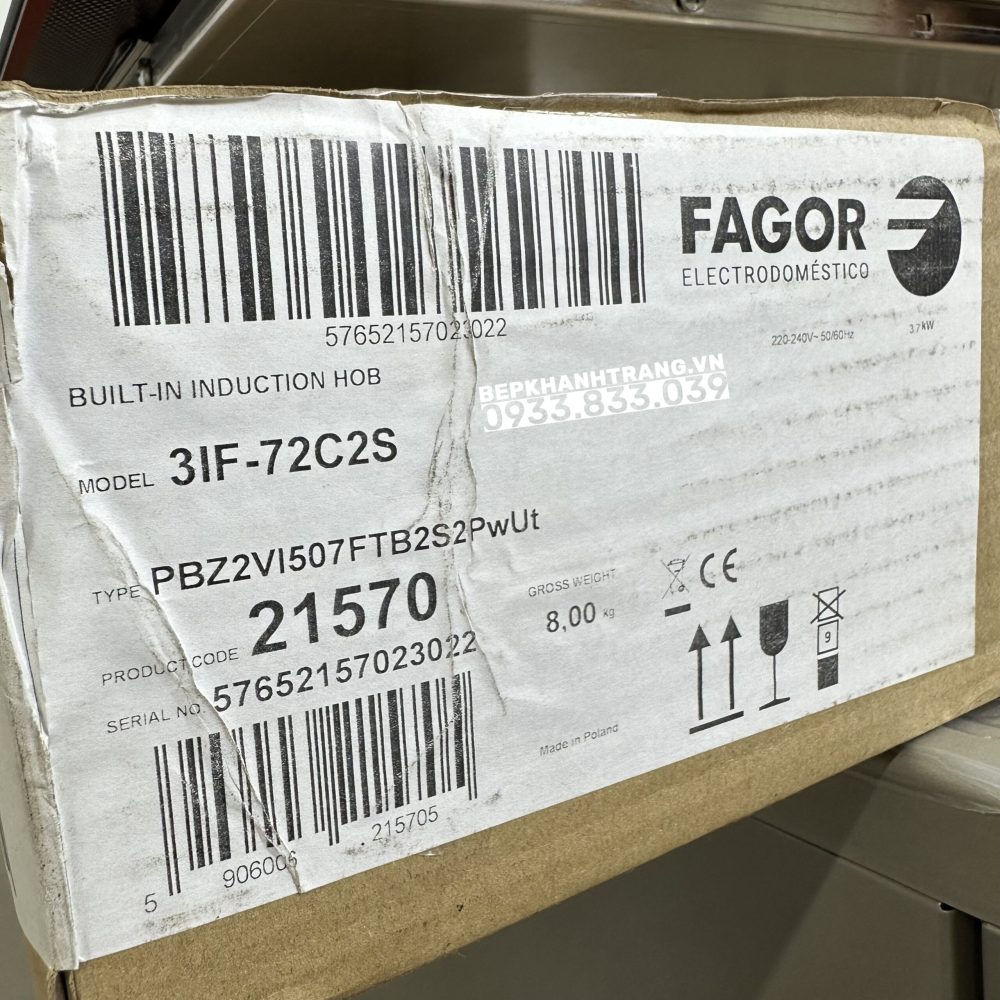 57652157023022
FAGOR
ELECTRODOMÉSTICO
220-240V~ 50/60Hz 3.7kW
BUILT-IN INDUCTION HOB
BEPKHANHTRANG.VN
0933.833.039
MODEL 3IF-72C2S
TYPE PBZ2VI507FTB2S2PwUt
PRODUCT CODE 21570
GROSS WEIGHT
8,00 kg
CE
9
SERIAL NO. 57652157023022
Made in Poland
5 906006 215705